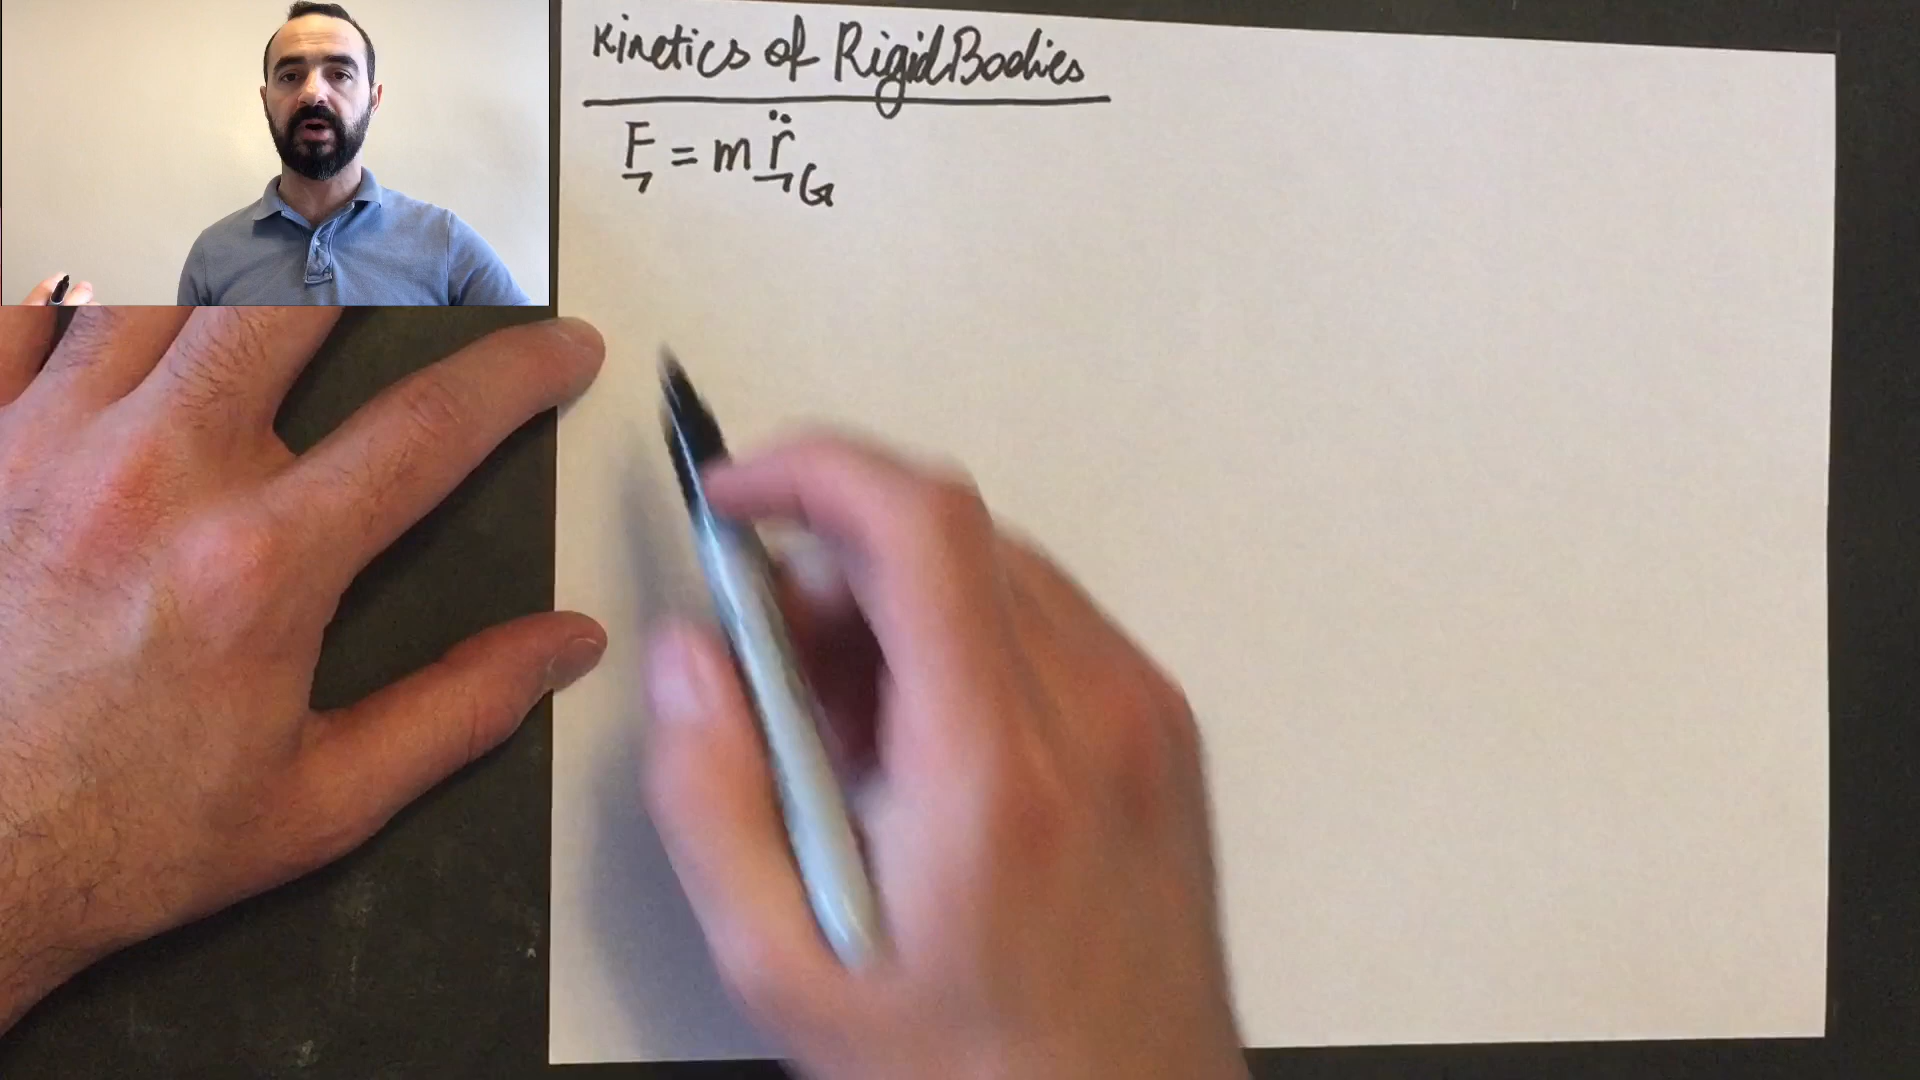 Kinetics of Rigid Bodies
F = m r̈ G